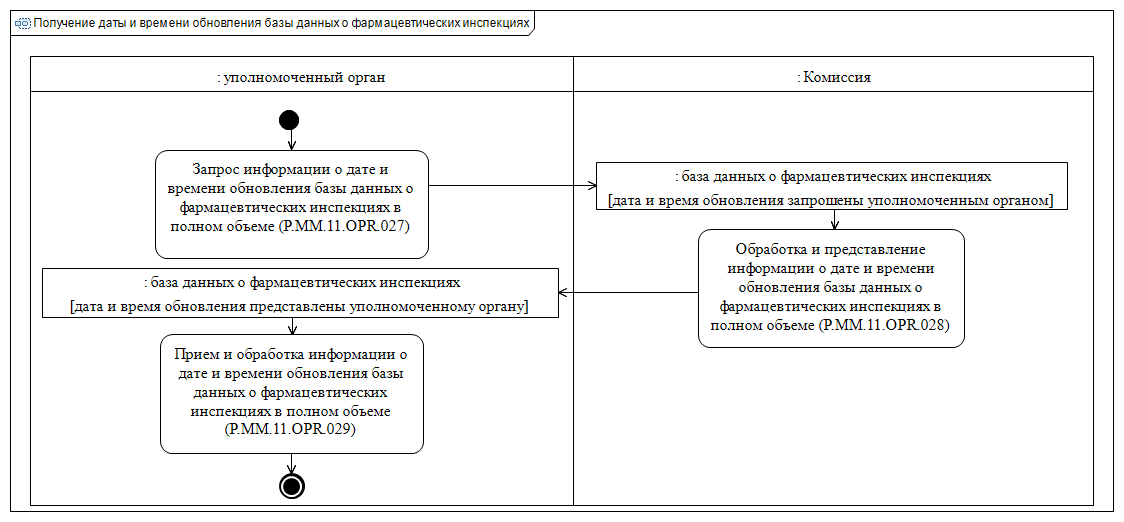 Получение даты и времени обновления базы данных о фармацевтических инспекциях
: уполномоченный орган
: Комиссия
Запрос информации о дате и
времени обновления базы данных о
фармацевтических инспекциях в
полном объеме (P.MM.11.OPR.027)
: база данных о фармацевтических инспекциях
[дата и время обновления запрошены уполномоченным органом]
Обработка и представление
информации о дате и времени
обновления базы данных о
фармацевтических инспекциях в
полном объеме (P.MM.11.OPR.028)
: база данных о фармацевтических инспекциях
[дата и время обновления представлены уполномоченному органу]
Прием и обработка информации о
дате и времени обновления базы
данных о фармацевтических
инспекциях в полном объеме
(P.MM.11.OPR.029)